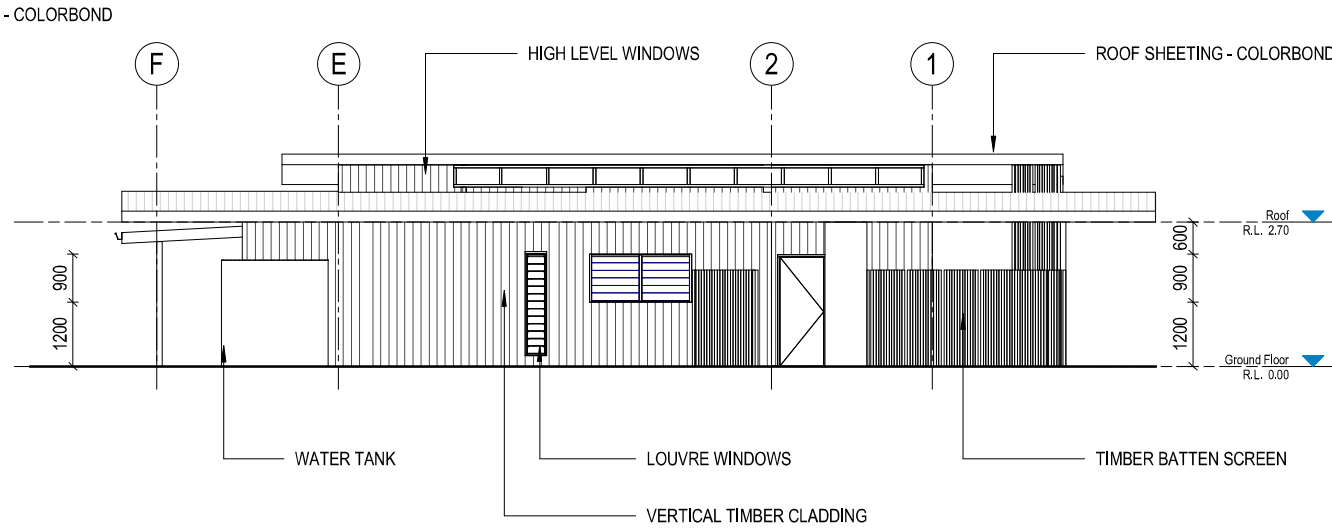 - COLORBOND
F
E
HIGH LEVEL WINDOWS
2
1
ROOF SHEETING - COLORBOND
Roof
R.L. 2.70
600
900
900
1200
1200
Ground Floor
R.L. 0.00
WATER TANK
LOUVRE WINDOWS
TIMBER BATTEN SCREEN
VERTICAL TIMBER CLADDING